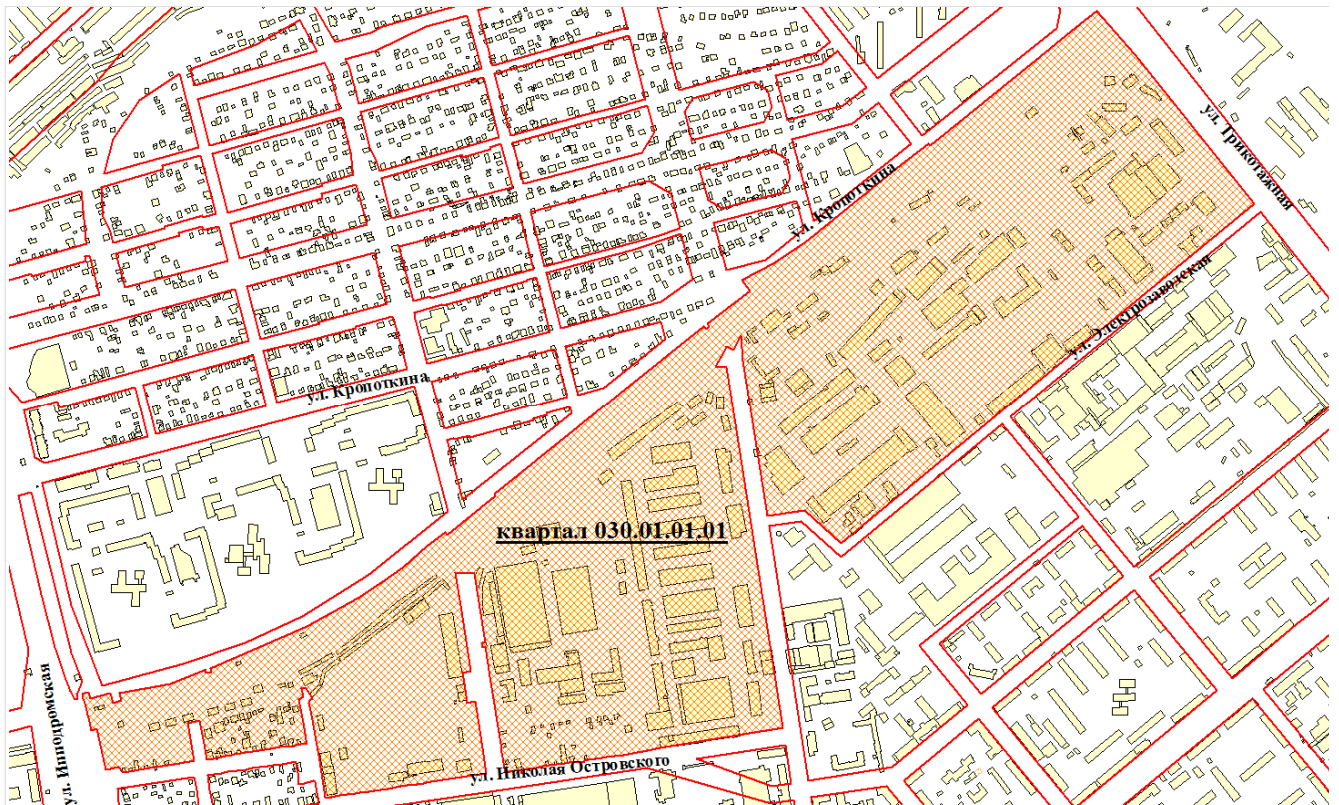 ул. Трикотажная
ул. Кропоткина
ул. Электрозаводская
ул. Кропоткина
квартал 030.01.01.01
ул. Ипподромская
ул. Николая Островского